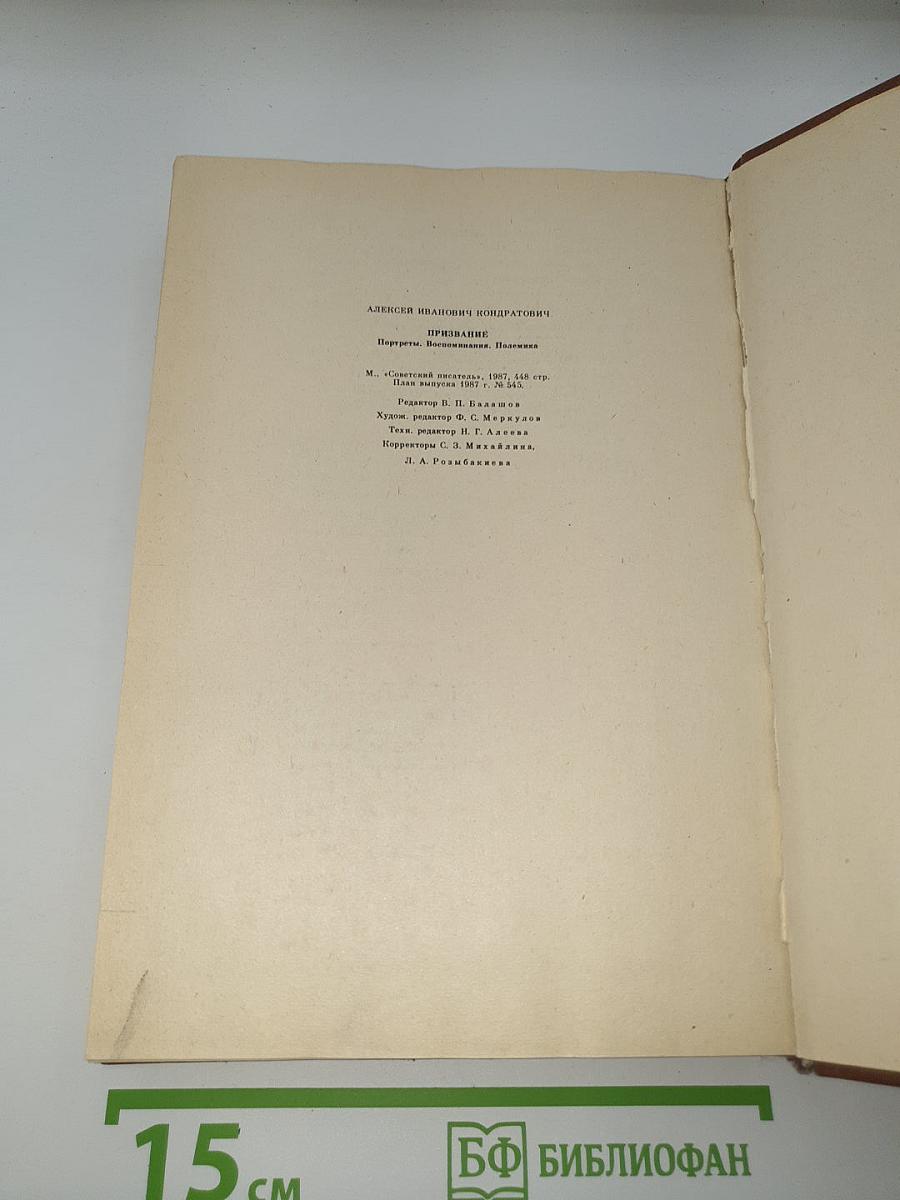 АЛЕКСЕЙ ИВАНОВИЧ КОНДРАТОВИЧ
ПРИЗВАНИЕ
Портреты. Воспоминания. Полемика
М., «Советский писатель», 1987, 448 стр.
План выпуска 1987 г. № 545.
Редактор В. П. Балашов
Худож. редактор Ф. С. Меркулов
Техн. редактор Н. Г. Алеева
Корректоры С. З. Михайлина,
Л. А. Розыбакиева
15 см
БФ БИБЛИОФАН